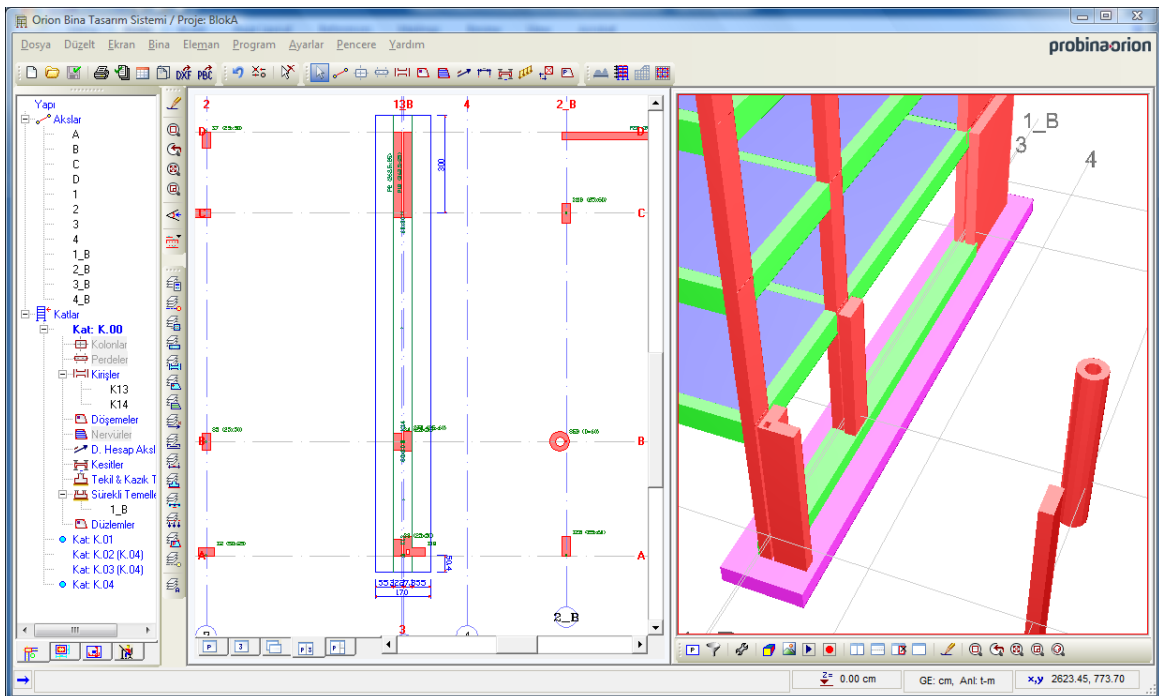 Orion Bina Tasarım Sistemi / Proje: BlokA
Dosya Düzelt Ekran Bina Eleman Program Ayarlar Pencere Yardım
probina orion
DXF PBC
Yapı
Akslar
A
B
C
D
1
2
3
4
1_B
2_B
3_B
4_B
Katlar
Kat: K.00
Kolonlar
Perdeler
Kirişler
K13
K14
Döşemeler
Nervürler
D. Hesap Aksl
Kesitler
Tekil & Kazık T
Sürekli Temelle
1_B
Düzlemler
Kat: K.01
Kat: K.02 (K.04)
Kat: K.03 (K.04)
Kat: K.04
2 13B 4 2_B
D D
300
C C
B B
A A
50.4
170
2_B
3
1_B
3
4
Z= 0.00 cm
GE: cm, Anl: t-m
x,y 2623.45, 773.70